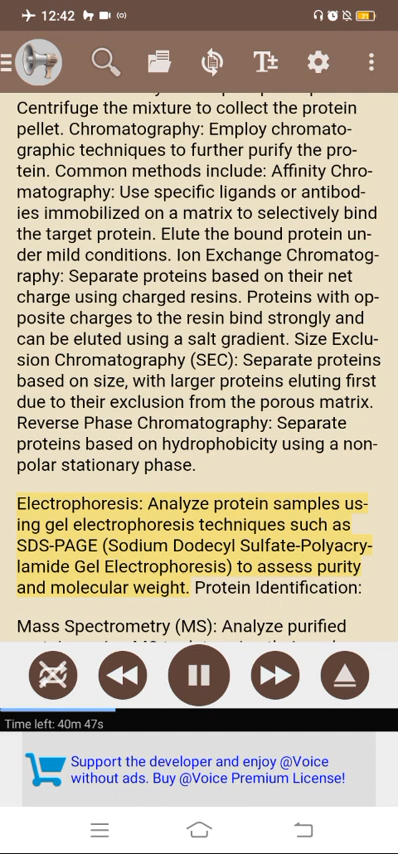 12:42
T±
Centrifuge the mixture to collect the protein
pellet. Chromatography: Employ chromato-
graphic techniques to further purify the pro-
tein. Common methods include: Affinity Chro-
matography: Use specific ligands or antibod-
ies immobilized on a matrix to selectively bind
the target protein. Elute the bound protein un-
der mild conditions. Ion Exchange Chromatog-
raphy: Separate proteins based on their net
charge using charged resins. Proteins with op-
posite charges to the resin bind strongly and
can be eluted using a salt gradient. Size Exclu-
sion Chromatography (SEC): Separate proteins
based on size, with larger proteins eluting first
due to their exclusion from the porous matrix.
Reverse Phase Chromatography: Separate
proteins based on hydrophobicity using a non-
polar stationary phase.
Electrophoresis: Analyze protein samples us-
ing gel electrophoresis techniques such as
SDS-PAGE (Sodium Dodecyl Sulfate-Polyacry-
lamide Gel Electrophoresis) to assess purity
and molecular weight. Protein Identification:
Mass Spectrometry (MS): Analyze purified
Time left: 40m 47s
Support the developer and enjoy @Voice
without ads. Buy @Voice Premium License!